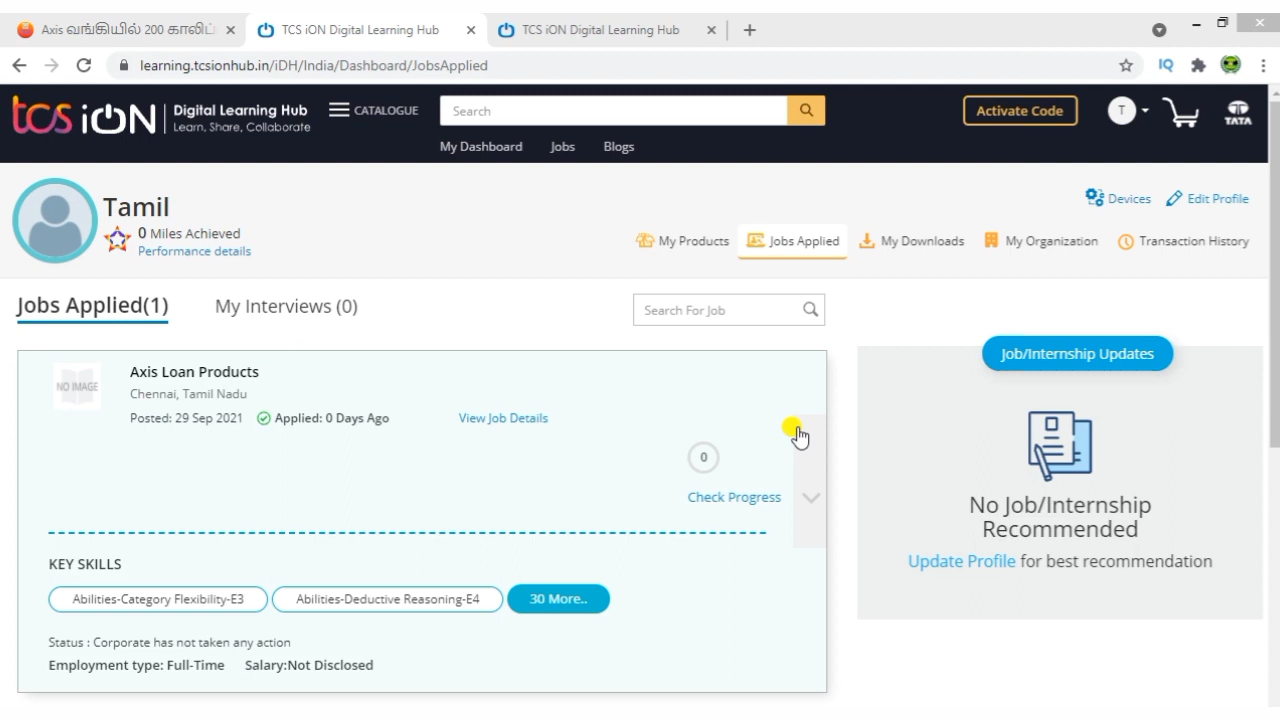 Axis வங்கியில் 200 காலிப்
TCS iON Digital Learning Hub
TCS iON Digital Learning Hub
learning.tcsionhub.in/iDH/India/Dashboard/JobsApplied
IQ
tcs iON
Digital Learning Hub
Learn, Share, Collaborate
CATALOGUE
Search
Activate Code
T
TATA
My Dashboard
Jobs
Blogs
Tamil
0 Miles Achieved
Performance details
Devices
Edit Profile
My Products
Jobs Applied
My Downloads
My Organization
Transaction History
Jobs Applied(1)
My Interviews (0)
Search For Job
NO IMAGE
Axis Loan Products
Chennai, Tamil Nadu
Posted: 29 Sep 2021
Applied: 0 Days Ago
View Job Details
0
Check Progress
KEY SKILLS
Abilities-Category Flexibility-E3
Abilities-Deductive Reasoning-E4
30 More..
Status : Corporate has not taken any action
Employment type: Full-Time Salary:Not Disclosed
Job/Internship Updates
No Job/Internship
Recommended
Update Profile for best recommendation